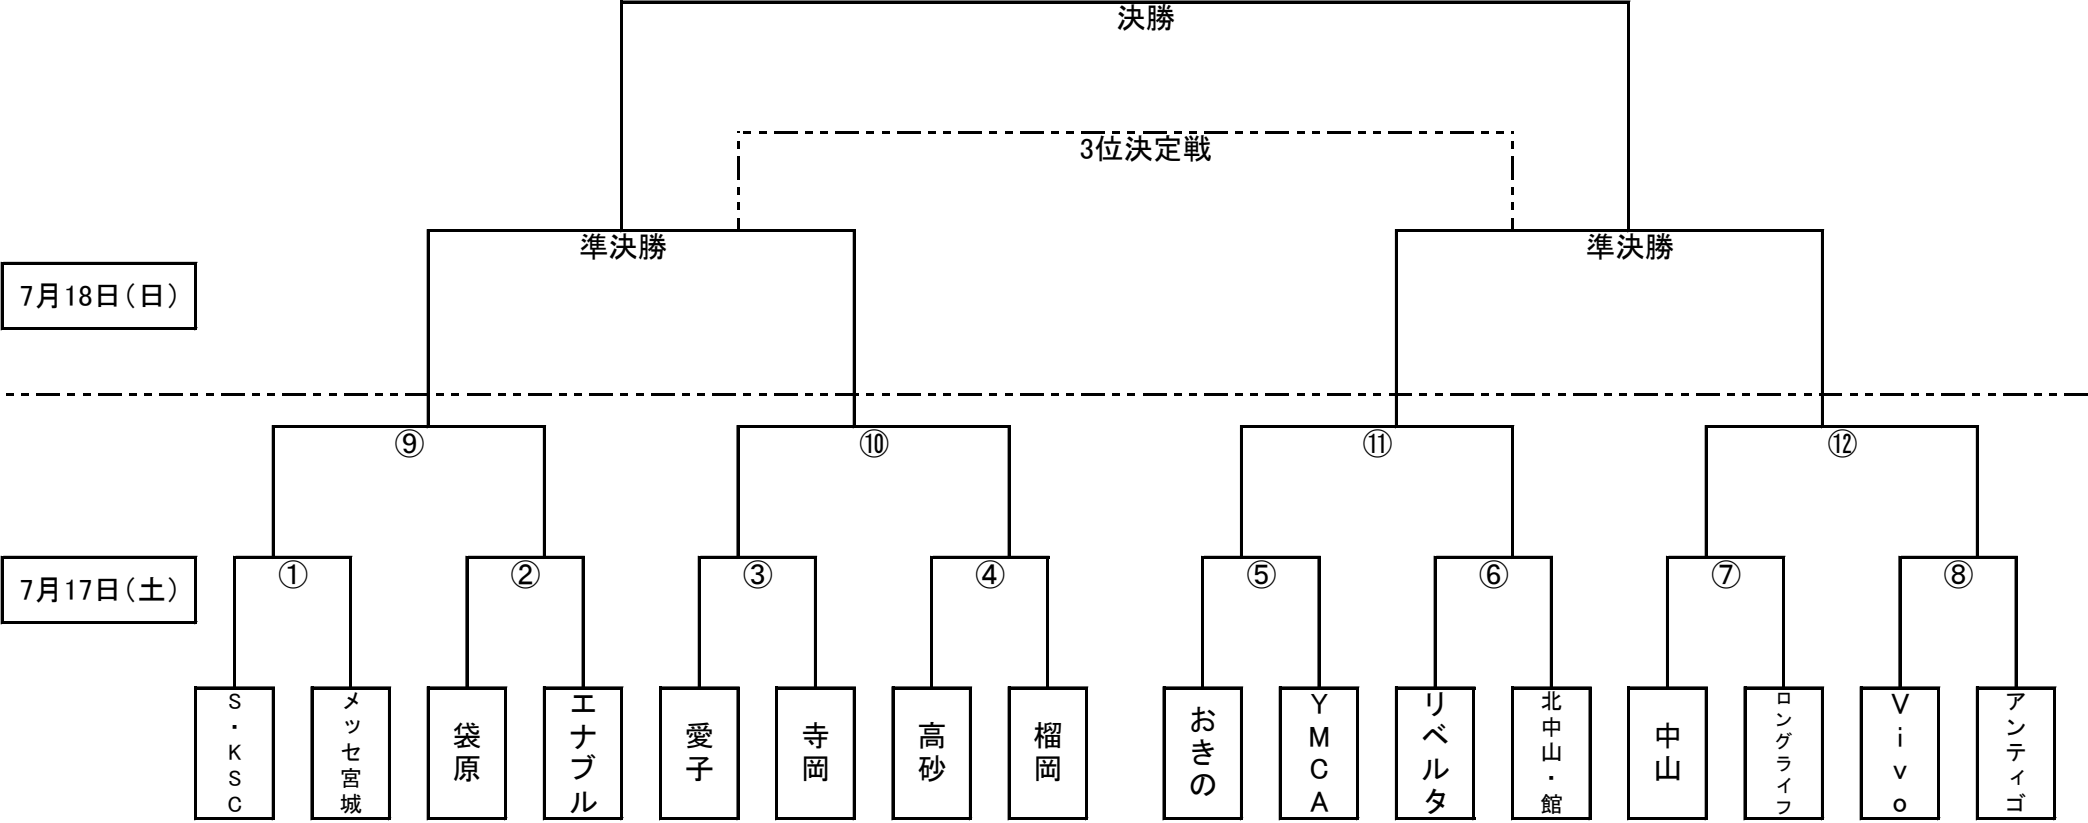 決勝
3位決定戦
準決勝
準決勝
7月18日(日)
⑨
⑩
⑪
⑫
7月17日(土)
①
②
③
④
⑤
⑥
⑦
⑧
S・KSC
メッセ宮城
袋原
エナブル
愛子
寺岡
高砂
榴岡
おきの
YMCA
リベルタ
北中山・館
中山
ロングライフ
Vivo
アンティゴ